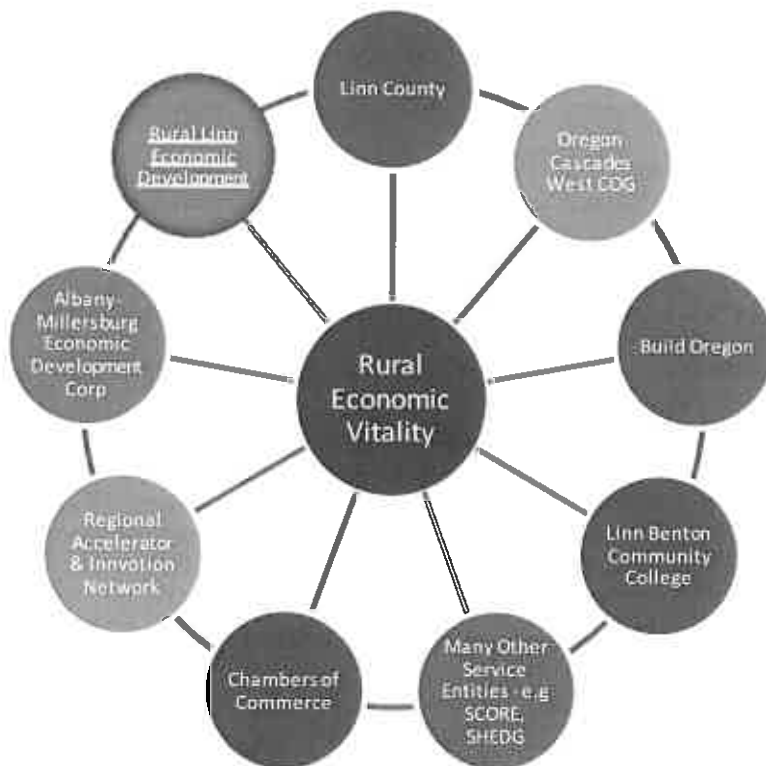 Linn County
Oregon
Cascades
West COG
Build Oregon
Linn Benton
Community
College
Many Other
Service
Entities - e.g
SCORE,
SHEDG
Chambers of
Commerce
Regional
Accelerator
& Innvotion
Network
Albany-
Millersburg
Economic
Development
Corp
Rural Linn
Economic
Development
Rural
Economic
Vitality